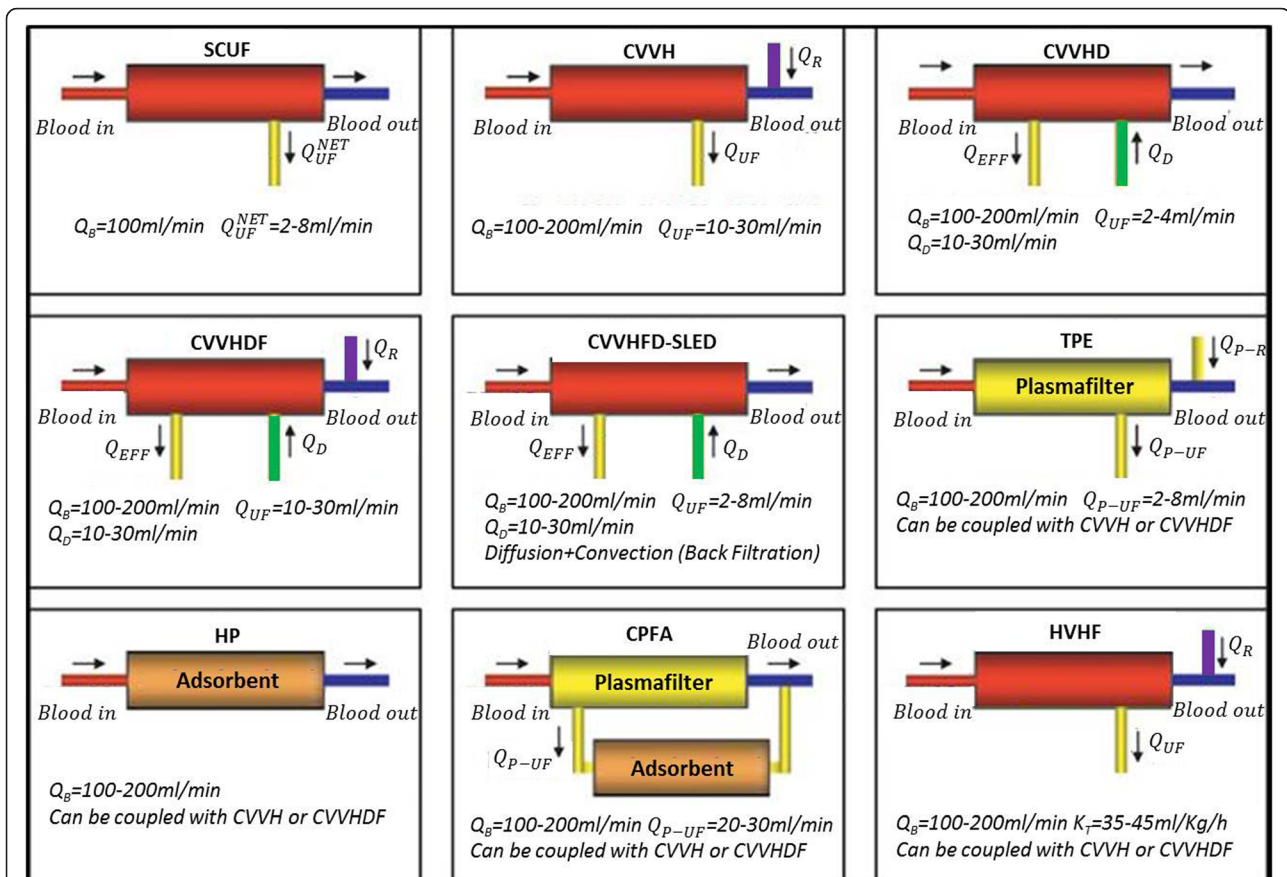 SCUF
Blood in
Blood out
Q_UF^NET
Q_B=100ml/min Q_UF^NET=2-8ml/min
CVVH
Q_R
Blood in
Blood out
Q_UF
Q_B=100-200ml/min Q_UF=10-30ml/min
CVVHD
Blood in
Blood out
Q_EFF
Q_D
Q_B=100-200ml/min Q_UF=2-4ml/min
Q_D=10-30ml/min
CVVHDF
Q_R
Blood in
Blood out
Q_EFF
Q_D
Q_B=100-200ml/min Q_UF=10-30ml/min
Q_D=10-30ml/min
CVVHFD-SLED
Blood in
Blood out
Q_EFF
Q_D
Q_B=100-200ml/min Q_UF=2-8ml/min
Q_D=10-30ml/min
Diffusion+Convection (Back Filtration)
TPE
Q_P-R
Plasmafilter
Blood in
Blood out
Q_P-UF
Q_B=100-200ml/min Q_P-UF=2-8ml/min
Can be coupled with CVVH or CVVHDF
HP
Adsorbent
Blood in
Blood out
Q_B=100-200ml/min
Can be coupled with CVVH or CVVHDF
CPFA
Blood out
Plasmafilter
Blood in
Q_P-UF
Adsorbent
Q_B=100-200ml/min Q_P-UF=20-30ml/min
Can be coupled with CVVH or CVVHDF
HVHF
Q_R
Blood in
Blood out
Q_UF
Q_B=100-200ml/min K_T=35-45ml/Kg/h
Can be coupled with CVVH or CVVHDF